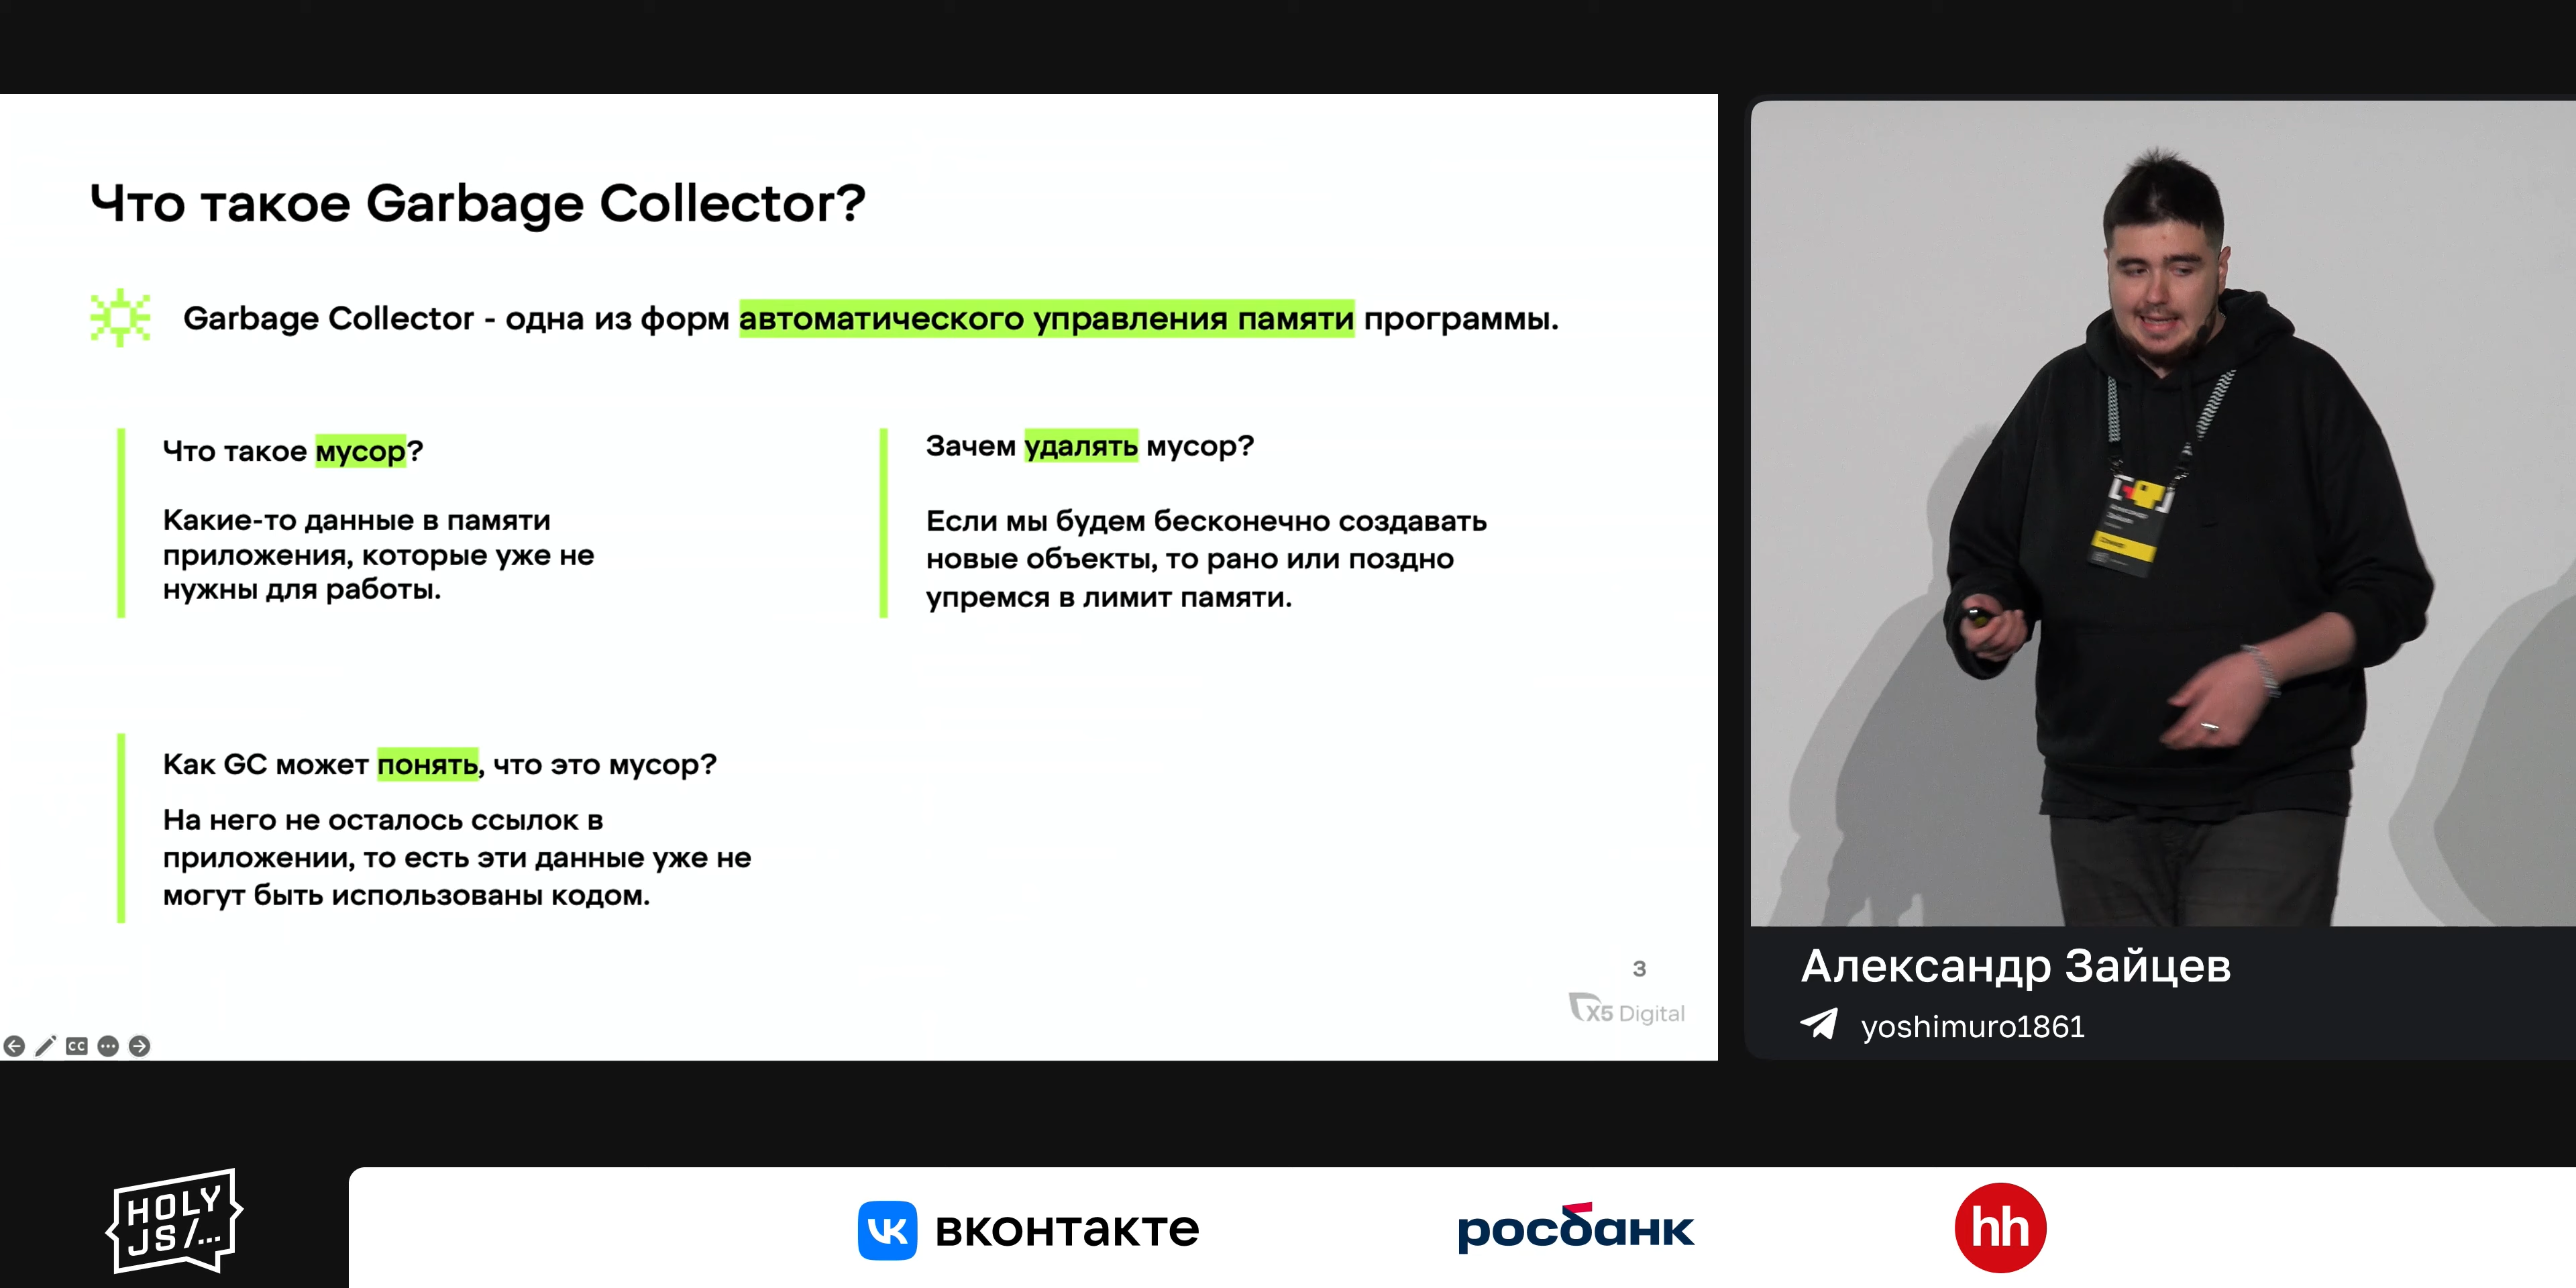 Что такое Garbage Collector?
Garbage Collector - одна из форм автоматического управления памяти программы.
Что такое мусор?
Какие-то данные в памяти
приложения, которые уже не
нужны для работы.
Зачем удалять мусор?
Если мы будем бесконечно создавать
новые объекты, то рано или поздно
упремся в лимит памяти.
Как GC может понять, что это мусор?
На него не осталось ссылок в
приложении, то есть эти данные уже не
могут быть использованы кодом.
3
X5 Digital
CC
Александр Зайцев
yoshimuro1861
HOLY
JS/...
вконтакте
росбанк
hh